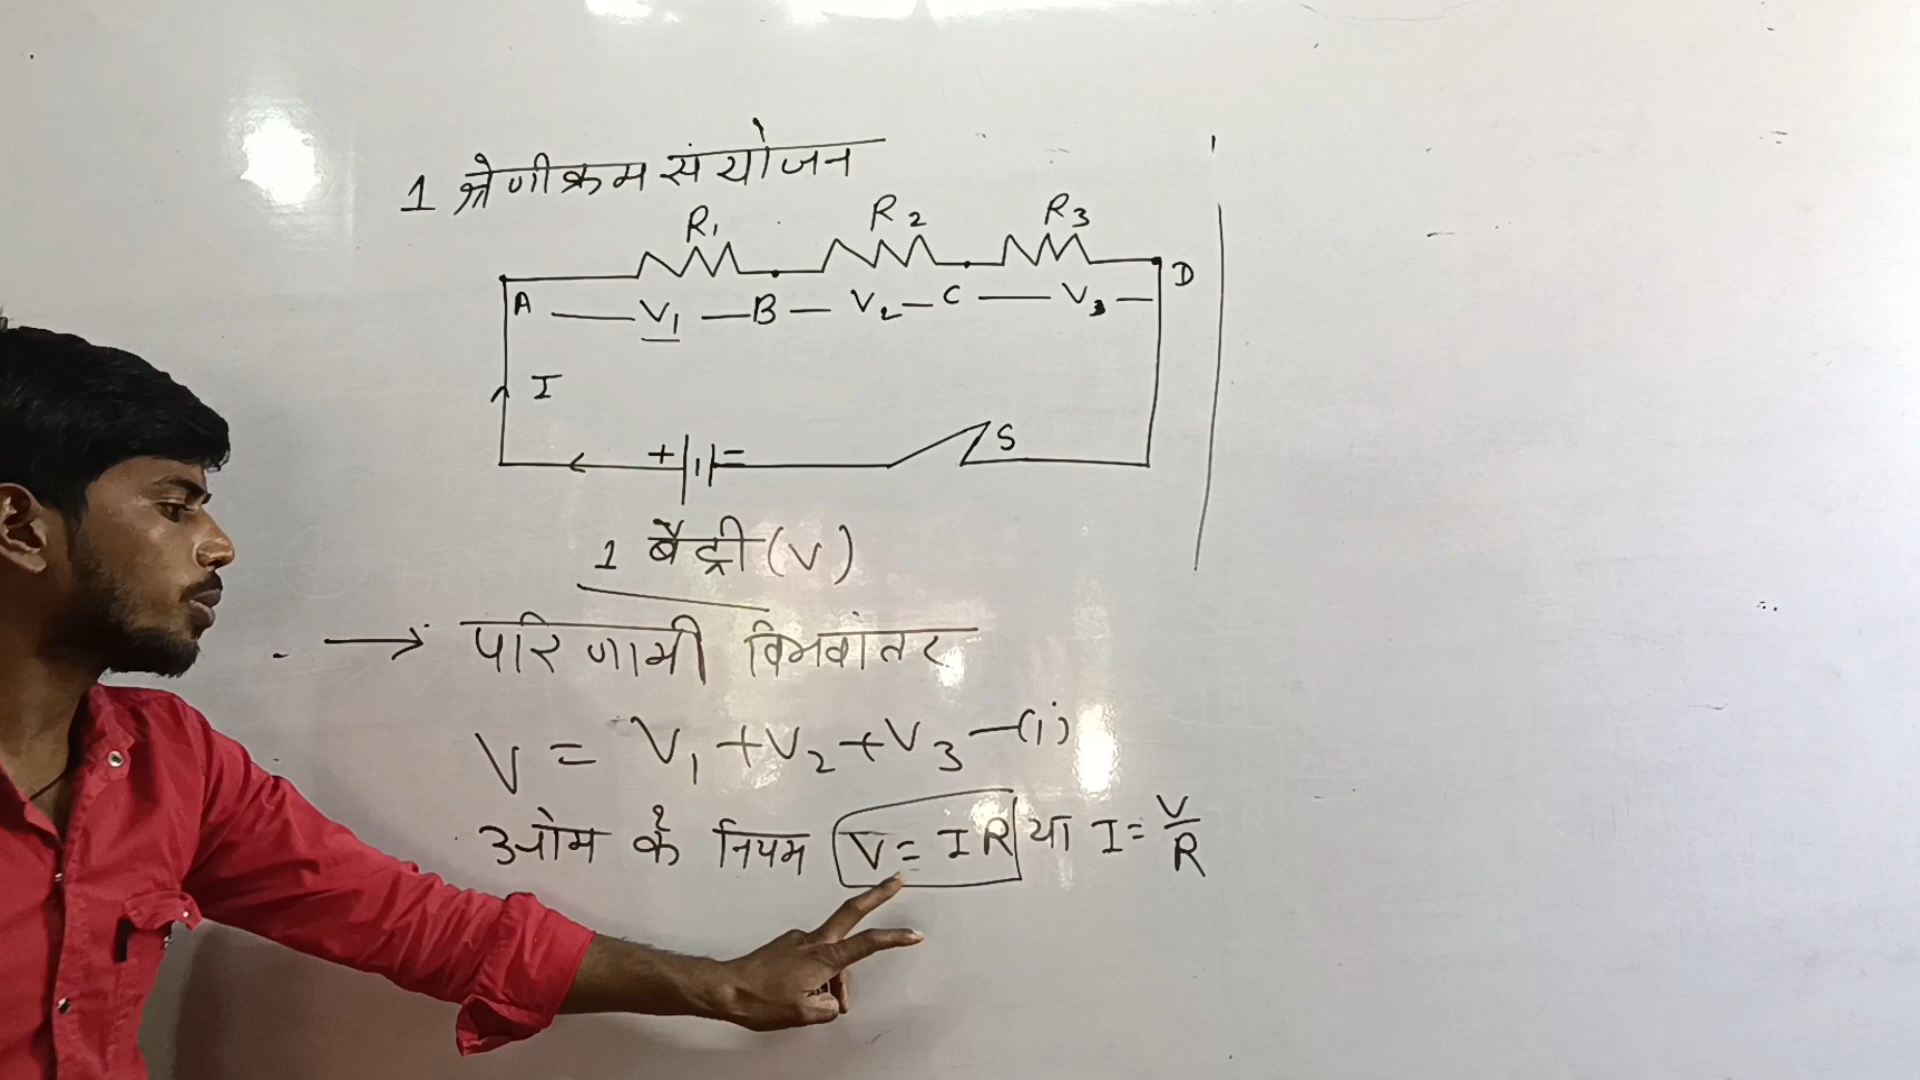 1 श्रेणीक्रम संयोजन
R₁ R₂ R₃
A — V₁ — B — V₂ — C — V₃ — D
I
+ = S
1 बैट्री (V)
→ परिणामी विभवांतर
V = V₁ + V₂ + V₃ —(i)
ओम के नियम V = IR या I = V/R